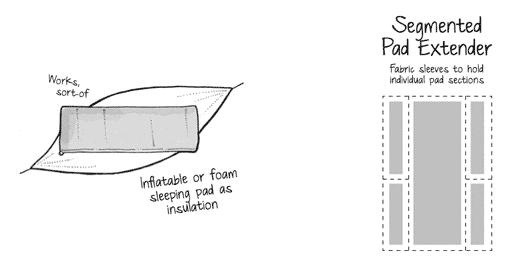 Works,
sort-of
Inflatable or foam
sleeping pad as
insulation
Segmented
Pad Extender
Fabric sleeves to hold
individual pad sections